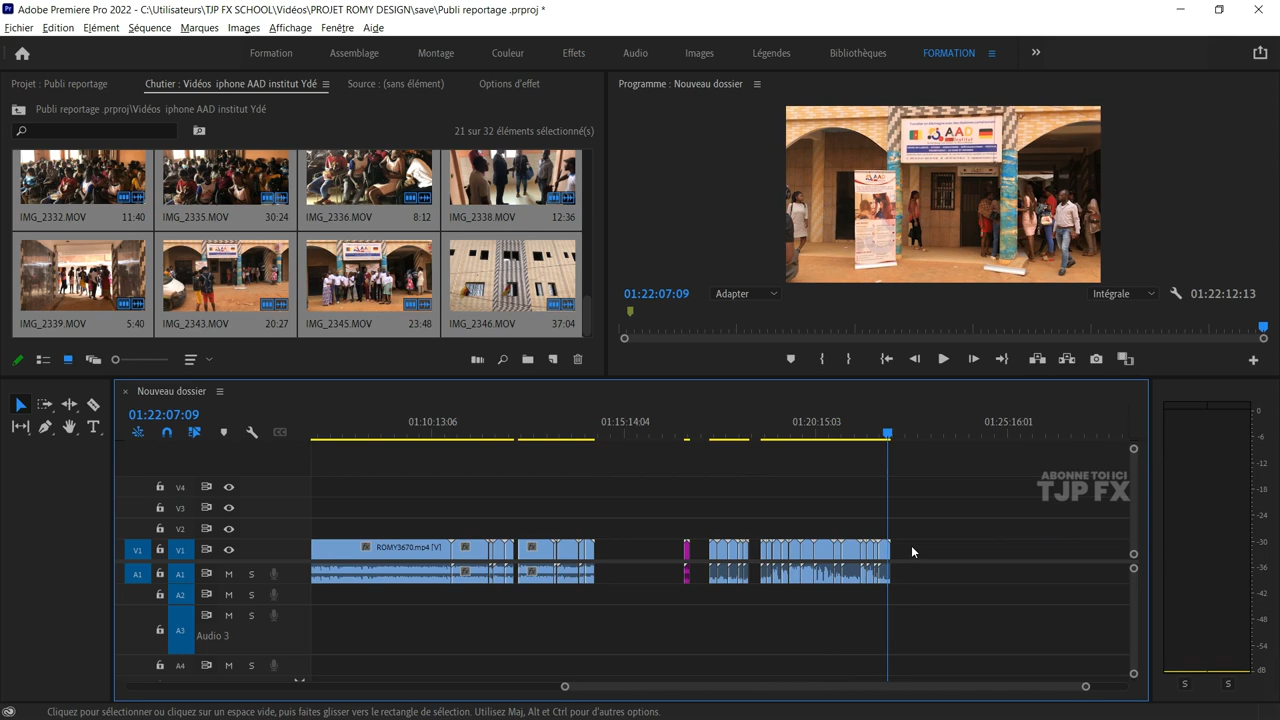 Adobe Premiere Pro 2022 - C:\Utilisateurs\TJP FX SCHOOL\Vidéos\PROJET ROMY DESIGN\save\Publi reportage .prproj *
Fichier Edition Elément Séquence Marques Images Affichage Fenêtre Aide
Formation Assemblage Montage Couleur Effets Audio Images Légendes Bibliothèques FORMATION
Projet : Publi reportage Chutier : Vidéos iphone AAD institut Ydé Source : (sans élément) Options d'effet Programme : Nouveau dossier
Publi reportage .prproj\Vidéos iphone AAD institut Ydé
21 sur 32 éléments sélectionné(s)
AAD
IMG_2332.MOV 11:40 IMG_2335.MOV 30:24 IMG_2336.MOV 8:12 IMG_2338.MOV 12:36
IMG_2339.MOV 5:40 IMG_2343.MOV 20:27 IMG_2345.MOV 23:48 IMG_2346.MOV 37:04
01:22:07:09 Adapter Intégrale 01:22:12:13
Nouveau dossier
01:22:07:09
01:10:13:06 01:15:14:04 01:20:15:03 01:25:16:01
ABONNE TOI ICI
TJP FX
V4
V3
V2
V1 V1 fx ROMY3670.mp4 [V] fx fx
A1 A1 M S fx fx
A2 M S
A3 M S
Audio 3
A4 M S
0
-6
-12
-18
-24
-30
-36
-42
-48
-54
dB
S S
Cliquez pour sélectionner ou cliquez sur un espace vide, puis faites glisser vers le rectangle de sélection. Utilisez Maj, Alt et Ctrl pour d'autres options.